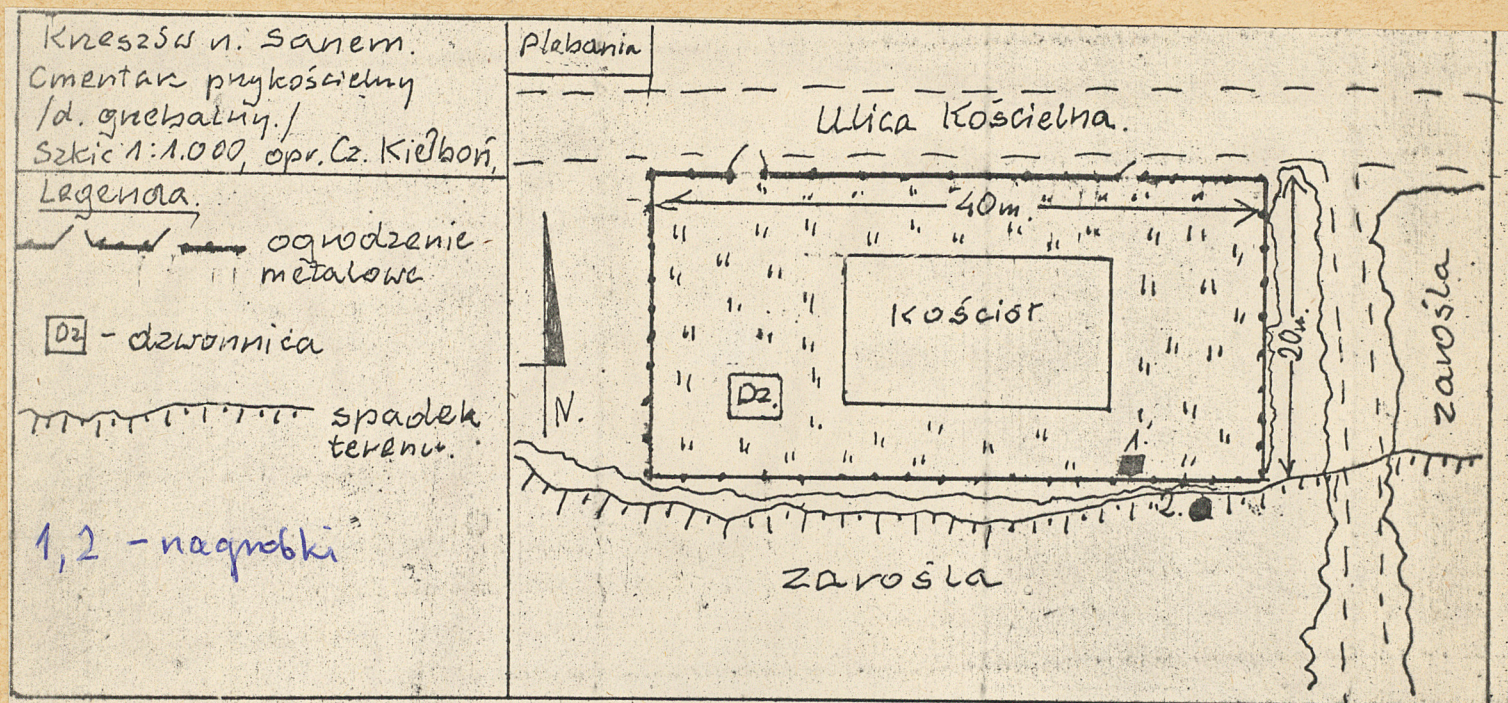 Krzeszów n. Sanem.
Cmentarz przykościelny
/d. grzebalny./
Szkic 1:1.000, opr. Cz. Kiełboń,
Legenda.
ogrodzenie
metalowe
Dz - dzwonnica
spadek
terenu.
1, 2 - nagrobki
Plebania
Ulica Kościelna.
40m.
Kościół
20m.
zarośla
Dz.
N.
1.
2.
zarośla